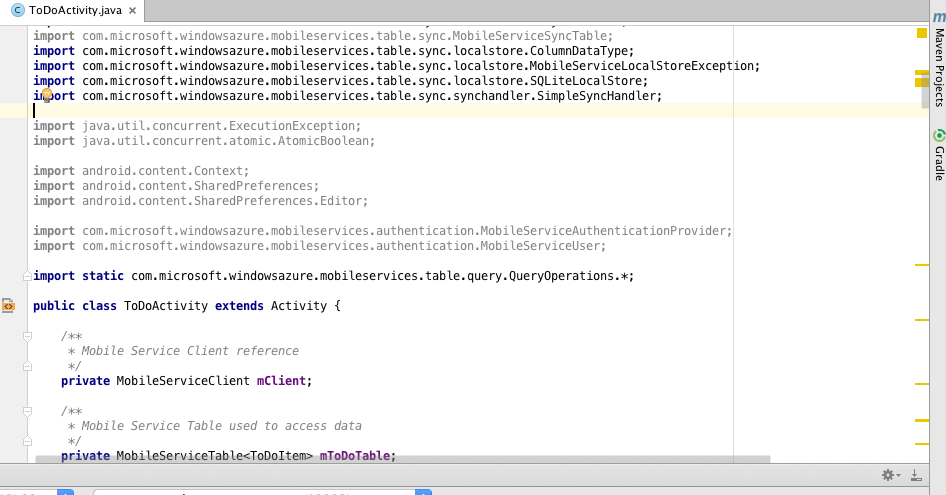 ToDoActivity.java
import com.microsoft.windowsazure.mobileservices.table.sync.MobileServiceSyncTable;
import com.microsoft.windowsazure.mobileservices.table.sync.localstore.ColumnDataType;
import com.microsoft.windowsazure.mobileservices.table.sync.localstore.MobileServiceLocalStoreException;
import com.microsoft.windowsazure.mobileservices.table.sync.localstore.SQLiteLocalStore;
import com.microsoft.windowsazure.mobileservices.table.sync.synchandler.SimpleSyncHandler;
import java.util.concurrent.ExecutionException;
import java.util.concurrent.atomic.AtomicBoolean;
import android.content.Context;
import android.content.SharedPreferences;
import android.content.SharedPreferences.Editor;
import com.microsoft.windowsazure.mobileservices.authentication.MobileServiceAuthenticationProvider;
import com.microsoft.windowsazure.mobileservices.authentication.MobileServiceUser;
import static com.microsoft.windowsazure.mobileservices.table.query.QueryOperations.*;
public class ToDoActivity extends Activity {
/**
* Mobile Service Client reference
*/
private MobileServiceClient mClient;
/**
* Mobile Service Table used to access data
*/
private MobileServiceTable<ToDoItem> mToDoTable;
Maven Projects
Gradle